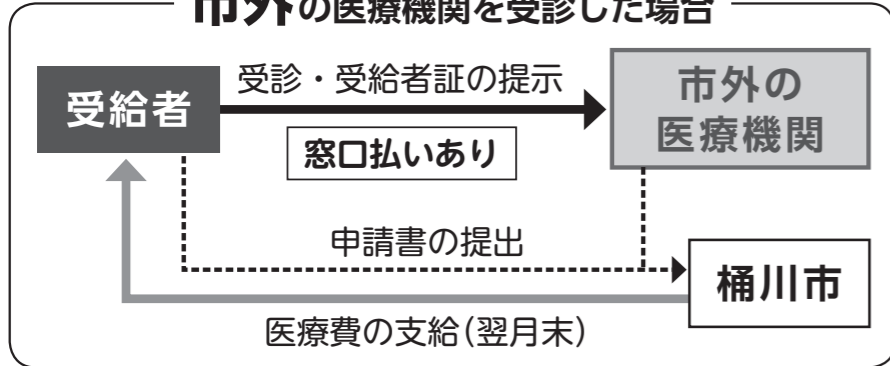 市外の医療機関を受診した場合
受給者
受診・受給者証の提示
窓口払いあり
市外の
医療機関
申請書の提出
桶川市
医療費の支給(翌月末)